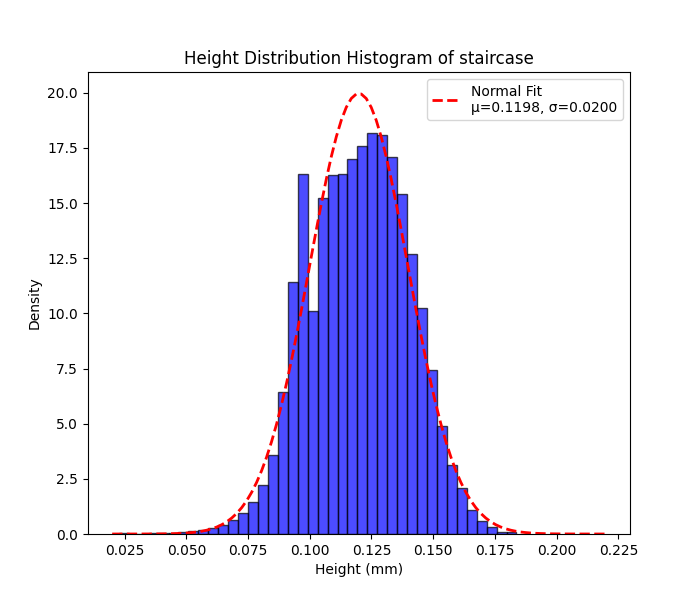 Height Distribution Histogram of staircase
Normal Fit
μ=0.1198, σ=0.0200
Density
20.0
17.5
15.0
12.5
10.0
7.5
5.0
2.5
0.0
0.025 0.050 0.075 0.100 0.125 0.150 0.175 0.200 0.225
Height (mm)